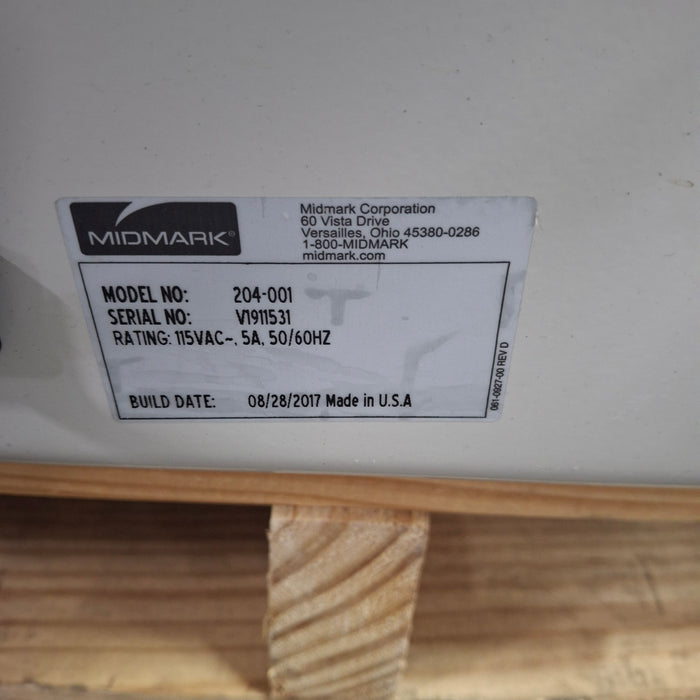 MIDMARK®
Midmark Corporation
60 Vista Drive
Versailles, Ohio 45380-0286
1-800-MIDMARK
midmark.com
MODEL NO: 204-001
SERIAL NO: V1911531
RATING: 115VAC~, 5A, 50/60HZ
BUILD DATE: 08/28/2017 Made in U.S.A
061-0927-00 REV D